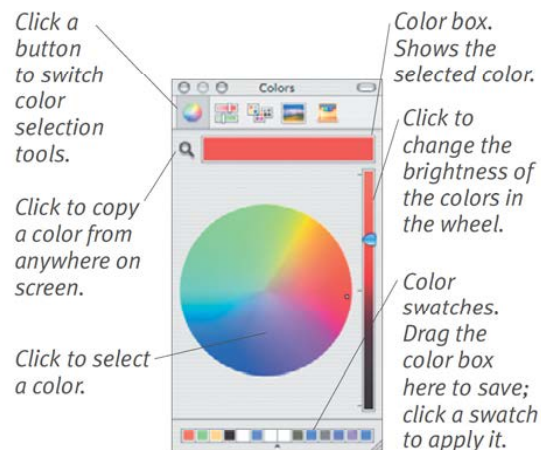 Click a
button
to switch
color
selection
tools.
Click to copy
a color from
anywhere on
screen.
Click to select
a color.
Colors
Color box.
Shows the
selected color.
Click to
change the
brightness of
the colors in
the wheel.
Color
swatches.
Drag the
color box
here to save;
click a swatch
to apply it.